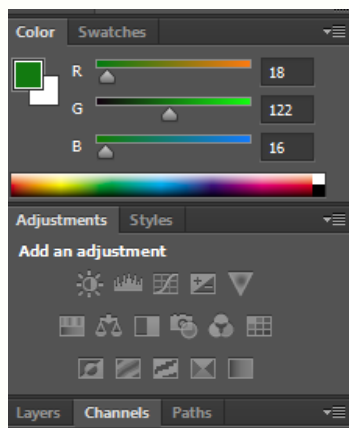 Color Swatches
R 18
G 122
B 16
Adjustments Styles
Add an adjustment
Layers Channels Paths